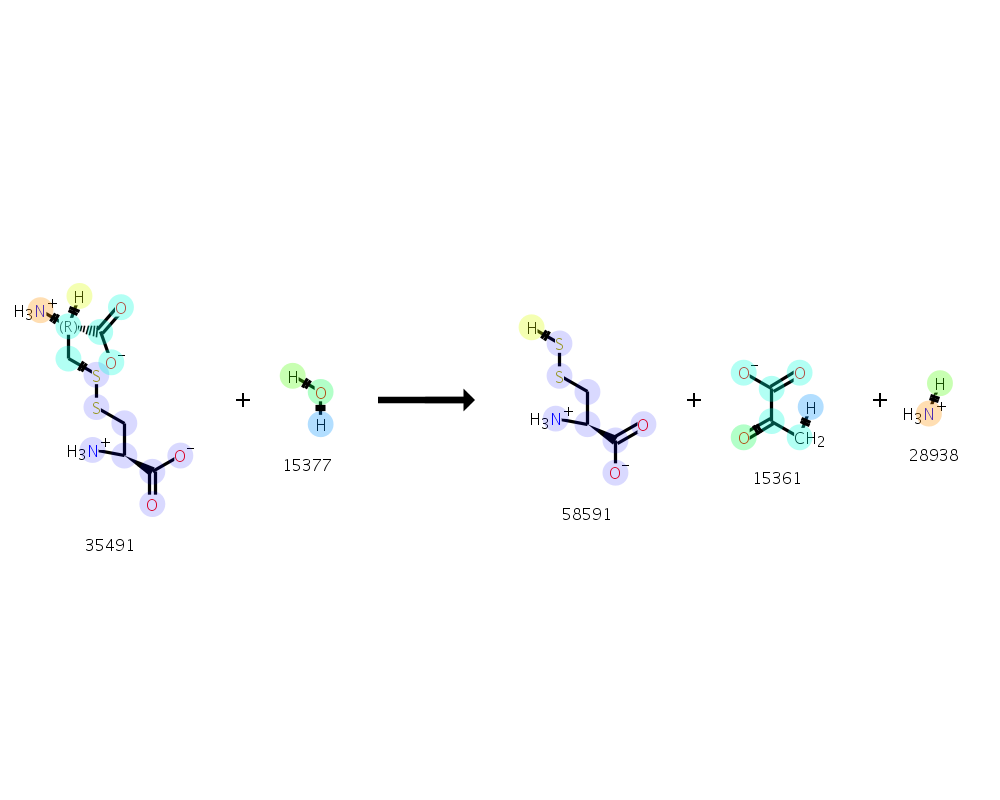 H
H3N+
(R)
O
O−
S
S
H3N+
O−
O
35491
+
H
O
H
15377
H
S
S
H3N+
O
O−
58591
+
O−
O
H
O
CH2
15361
+
H
H3N+
28938